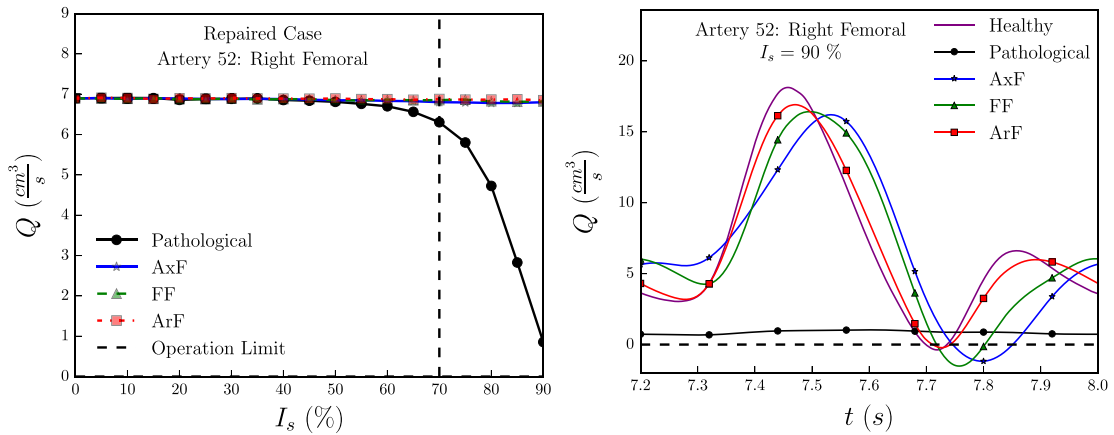 Repaired Case
Artery 52: Right Femoral
Q (cm³/s)
9
8
7
6
5
4
3
2
1
0
Pathological
AxF
FF
ArF
Operation Limit
0 10 20 30 40 50 60 70 80 90
I_s (%)
Artery 52: Right Femoral
I_s = 90 %
Healthy
Pathological
AxF
FF
ArF
Q (cm³/s)
20
15
10
5
0
7.2 7.3 7.4 7.5 7.6 7.7 7.8 7.9 8.0
t (s)